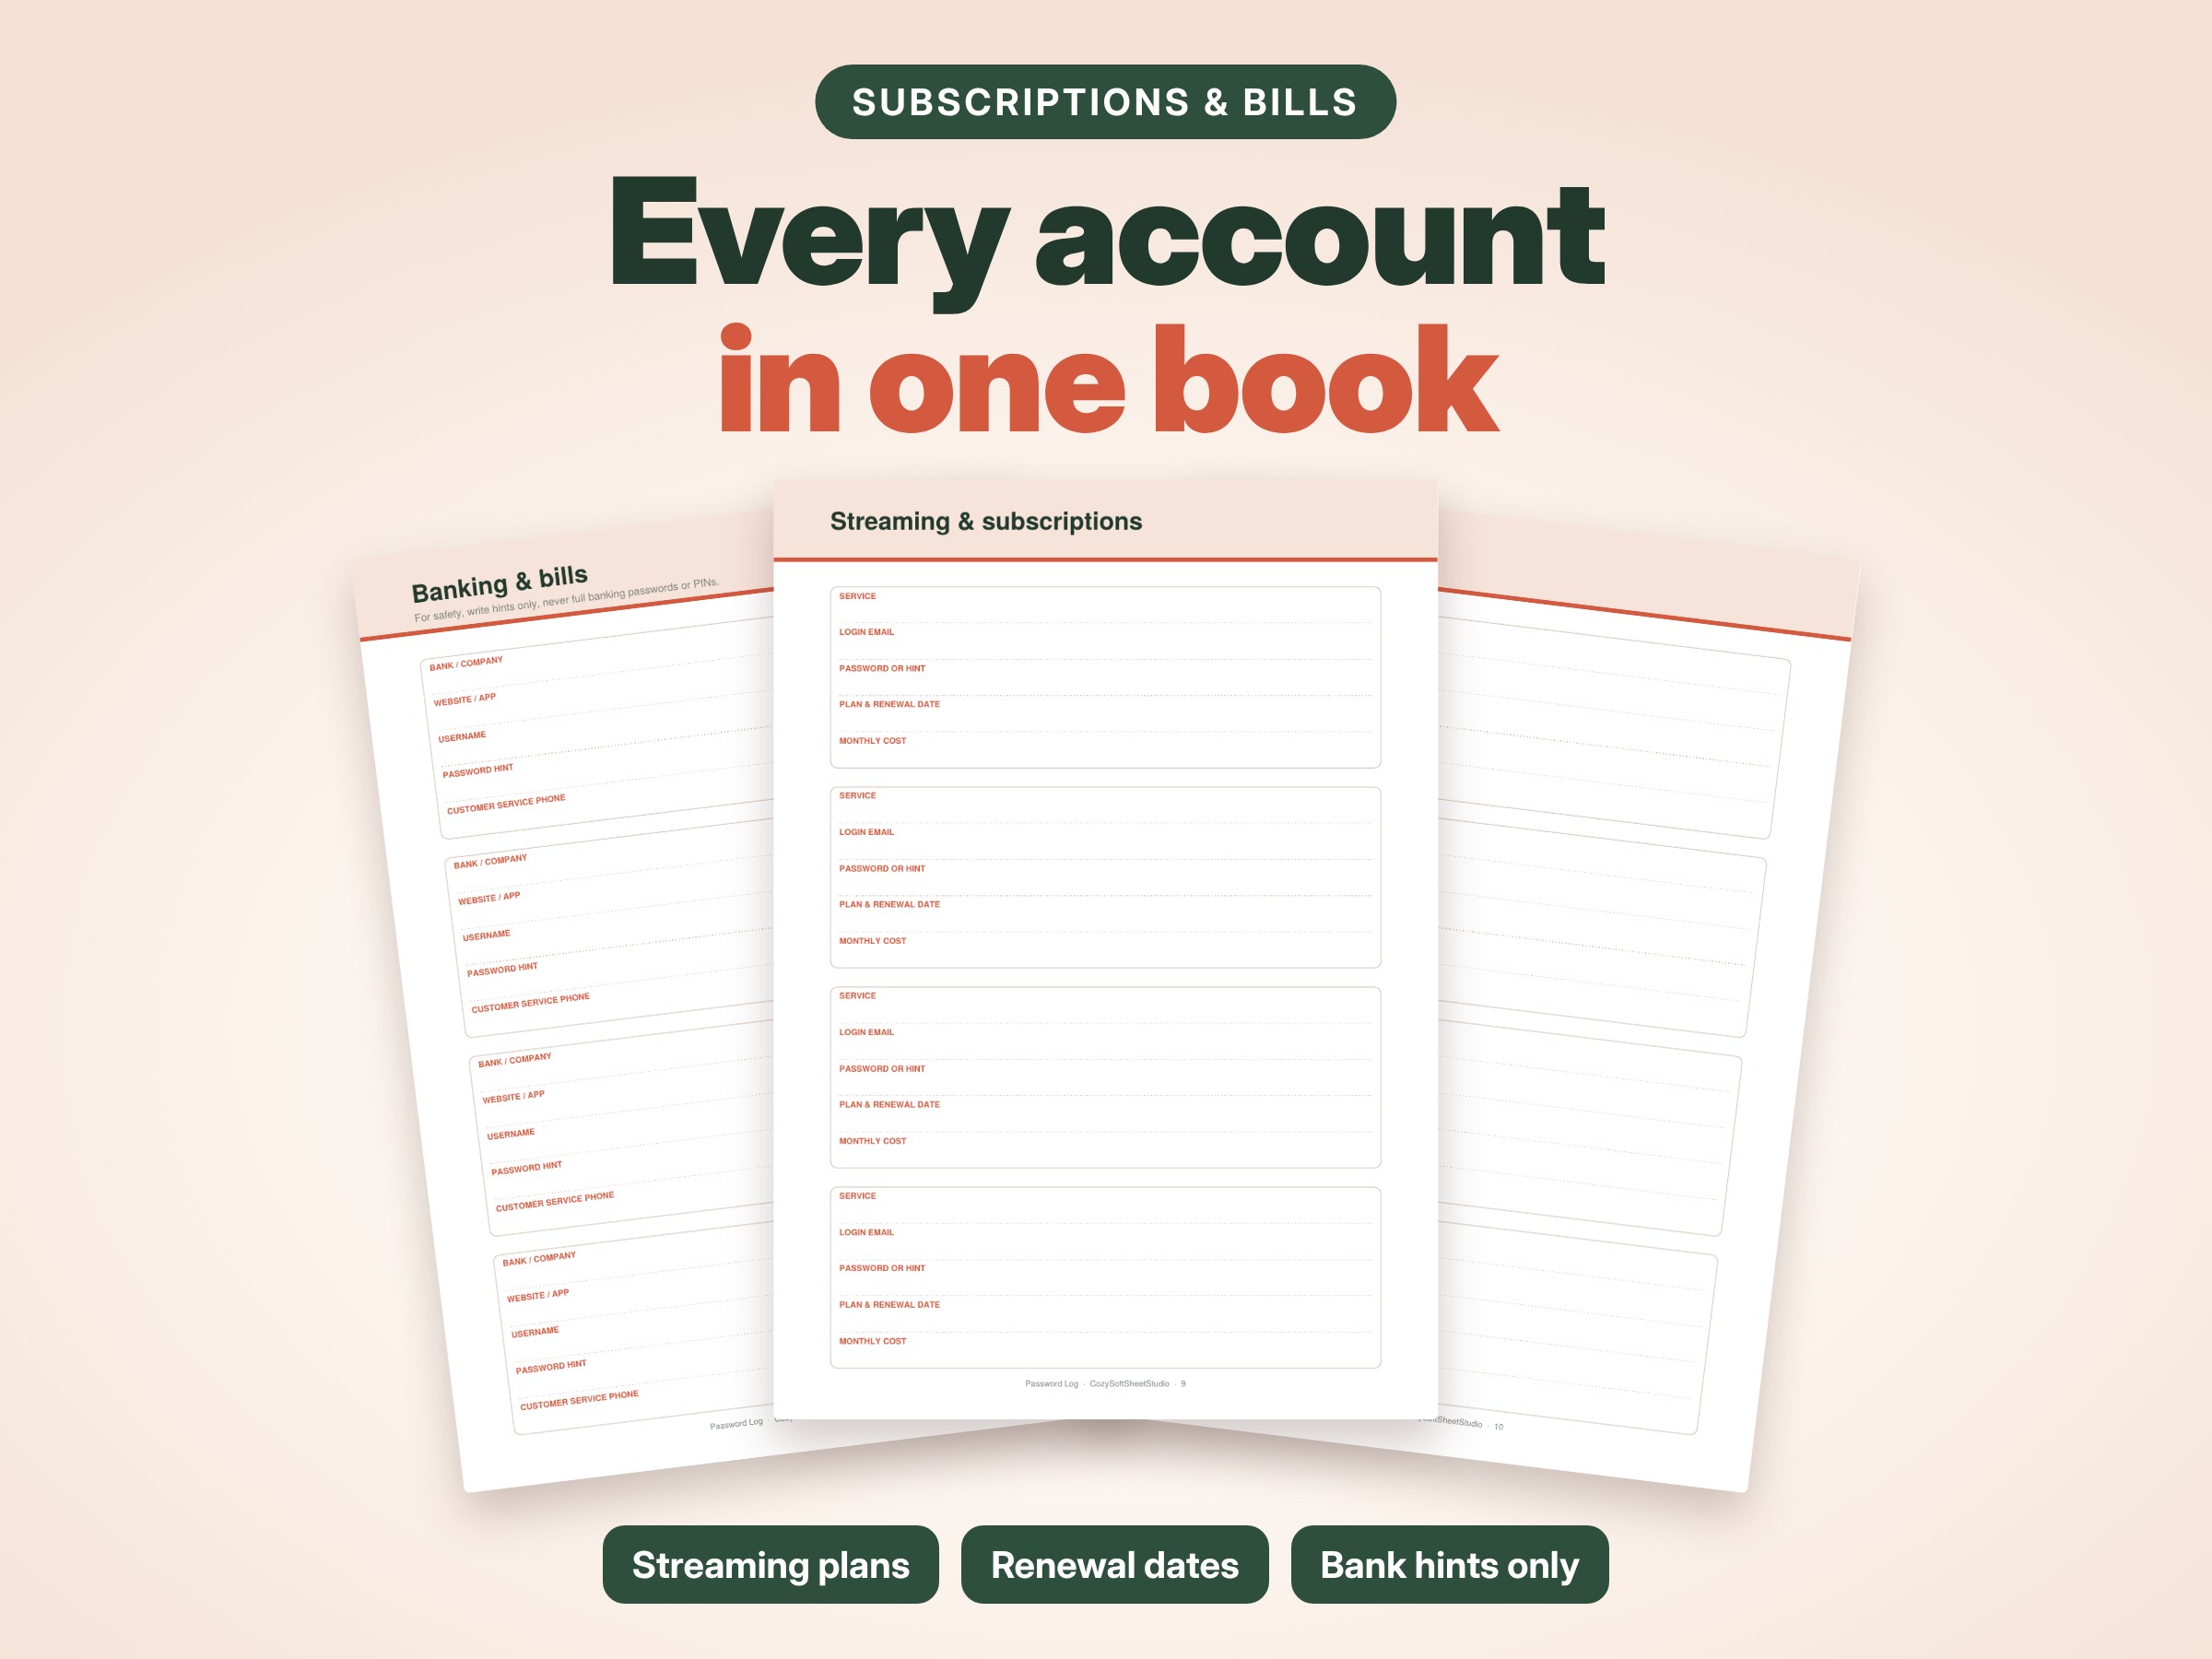 SUBSCRIPTIONS & BILLS
Every account
in one book
Banking & bills
For safety, write hints only, never full banking passwords or PINs.
BANK / COMPANY
WEBSITE / APP
USERNAME
PASSWORD HINT
CUSTOMER SERVICE PHONE
BANK / COMPANY
WEBSITE / APP
USERNAME
PASSWORD HINT
CUSTOMER SERVICE PHONE
BANK / COMPANY
WEBSITE / APP
USERNAME
PASSWORD HINT
CUSTOMER SERVICE PHONE
BANK / COMPANY
WEBSITE / APP
USERNAME
PASSWORD HINT
CUSTOMER SERVICE PHONE
Password Log ·
Streaming & subscriptions
SERVICE
LOGIN EMAIL
PASSWORD OR HINT
PLAN & RENEWAL DATE
MONTHLY COST
SERVICE
LOGIN EMAIL
PASSWORD OR HINT
PLAN & RENEWAL DATE
MONTHLY COST
SERVICE
LOGIN EMAIL
PASSWORD OR HINT
PLAN & RENEWAL DATE
MONTHLY COST
SERVICE
LOGIN EMAIL
PASSWORD OR HINT
PLAN & RENEWAL DATE
MONTHLY COST
Password Log · CozySoftSheetStudio · 9
SheetStudio · 10
Streaming plans
Renewal dates
Bank hints only